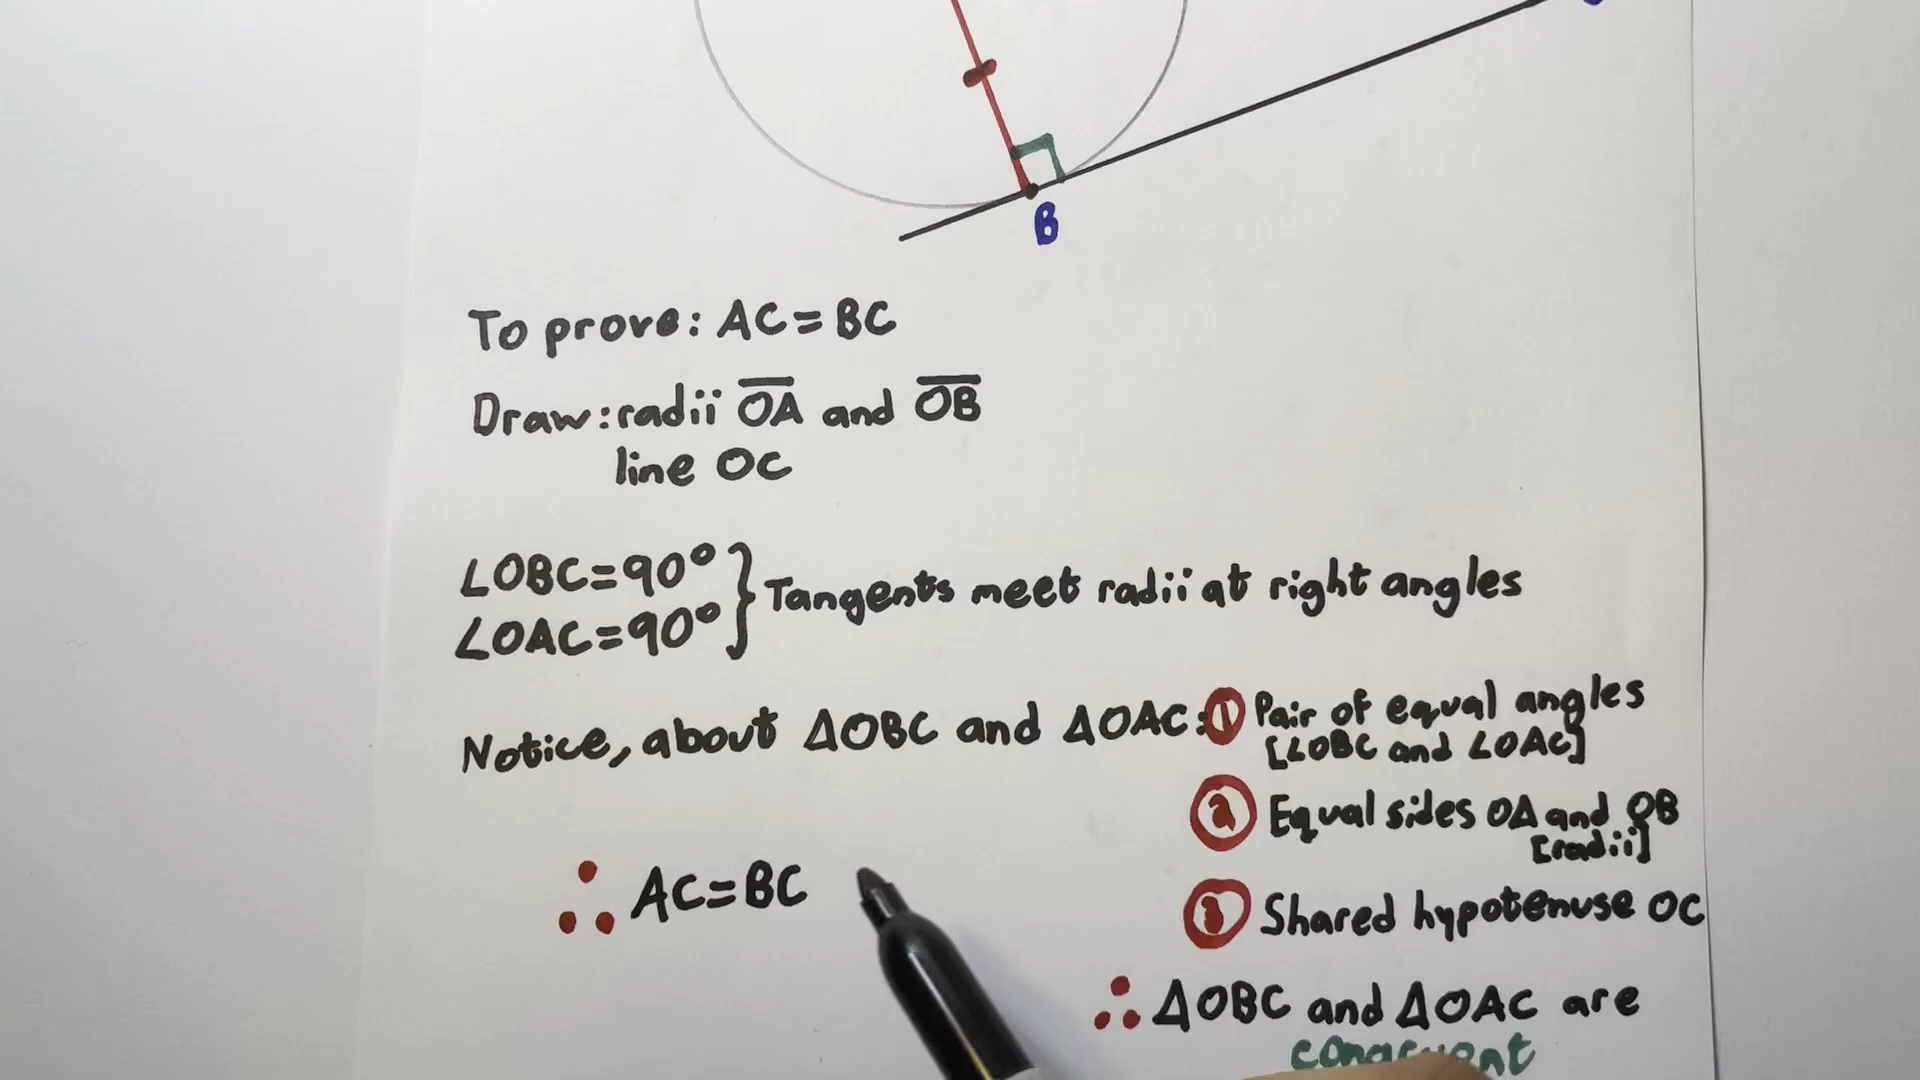 B
To prove: AC=BC
Draw: radii OA and OB
line OC
∠OBC=90°
∠OAC=90°
} Tangents meet radii at right angles
Notice, about ΔOBC and ΔOAC:
① Pair of equal angles
[∠OBC and ∠OAC]
② Equal sides OA and OB
[radii]
③ Shared hypotenuse OC
∴ ΔOBC and ΔOAC are
congruent
∴ AC=BC